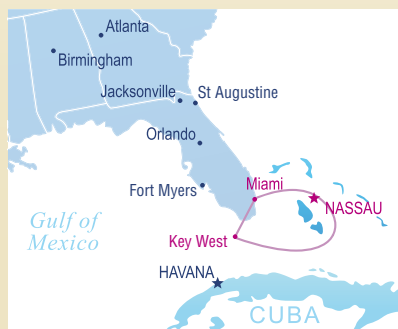 Atlanta
Birmingham
Jacksonville
St Augustine
Orlando
Fort Myers
Miami
NASSAU
Gulf of
Mexico
Key West
HAVANA
CUBA